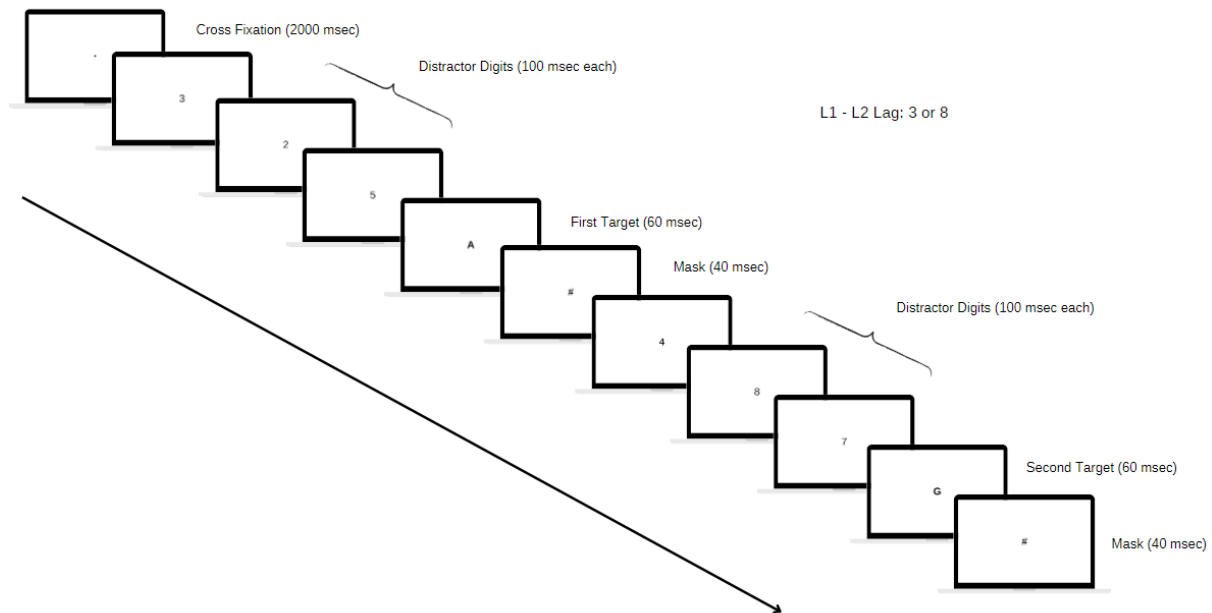 Cross Fixation (2000 msec)
3
Distractor Digits (100 msec each)
2
L1 - L2 Lag: 3 or 8
5
A
First Target (60 msec)
#
Mask (40 msec)
4
Distractor Digits (100 msec each)
8
7
G
Second Target (60 msec)
#
Mask (40 msec)